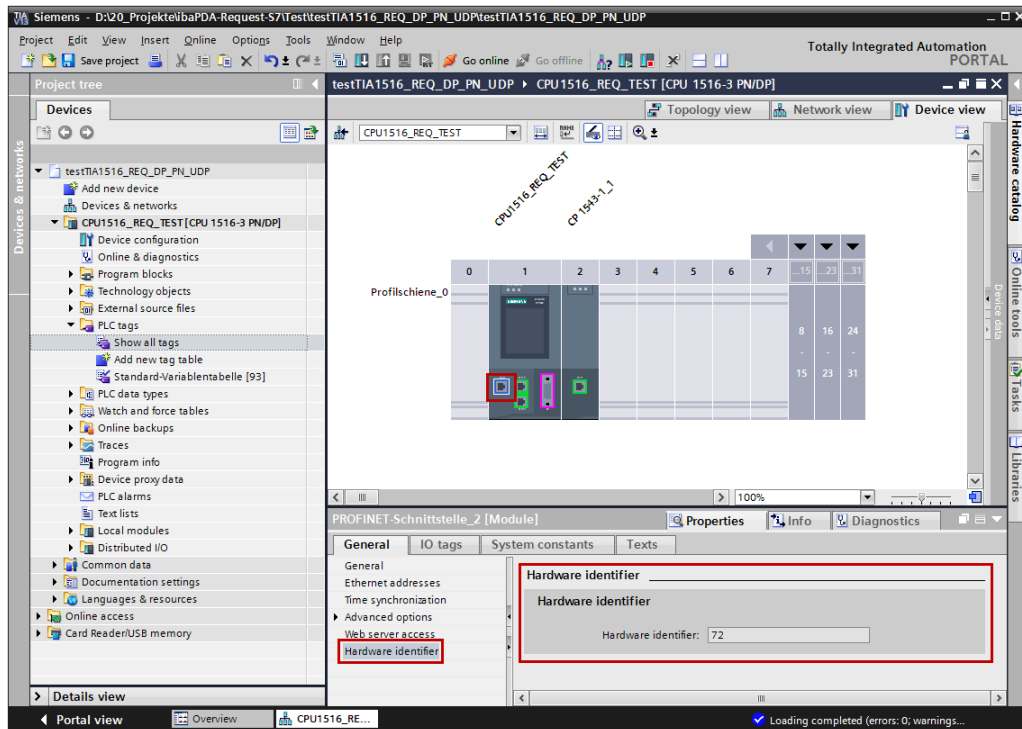 Siemens - D:\20_Projekte\ibaPDA-Request-S7\Test\testTIA1516_REQ_DP_PN_UDP\testTIA1516_REQ_DP_PN_UDP
Project Edit View Insert Online Options Tools Window Help
Totally Integrated Automation
PORTAL
Save project Go online Go offline
Project tree
testTIA1516_REQ_DP_PN_UDP CPU1516_REQ_TEST [CPU 1516-3 PN/DP]
Devices
Topology view Network view Device view
CPU1516_REQ_TEST
testTIA1516_REQ_DP_PN_UDP
Add new device
Devices & networks
CPU1516_REQ_TEST [CPU 1516-3 PN/DP]
Device configuration
Online & diagnostics
Program blocks
Technology objects
External source files
PLC tags
Show all tags
Add new tag table
Standard-Variablentabelle [93]
PLC data types
Watch and force tables
Online backups
Traces
Program info
Device proxy data
PLC alarms
Text lists
Local modules
Distributed I/O
Common data
Documentation settings
Languages & resources
Online access
Card Reader/USB memory
Details view
Devices & networks
CPU1516_REQ_TEST
CP 1543-1_1
0 1 2 3 4 5 6 7 ...15 ...23 ...31
Profilschiene_0
SIEMENS
8 16 24
- - -
15 23 31
100%
Device data
Hardware catalog
Online tools
Tasks
Libraries
PROFINET-Schnittstelle_2 [Module]
Properties Info Diagnostics
General IO tags System constants Texts
General
Ethernet addresses
Time synchronization
Advanced options
Web server access
Hardware identifier
Hardware identifier
Hardware identifier
Hardware identifier: 72
Portal view Overview CPU1516_RE... Loading completed (errors: 0; warnings...